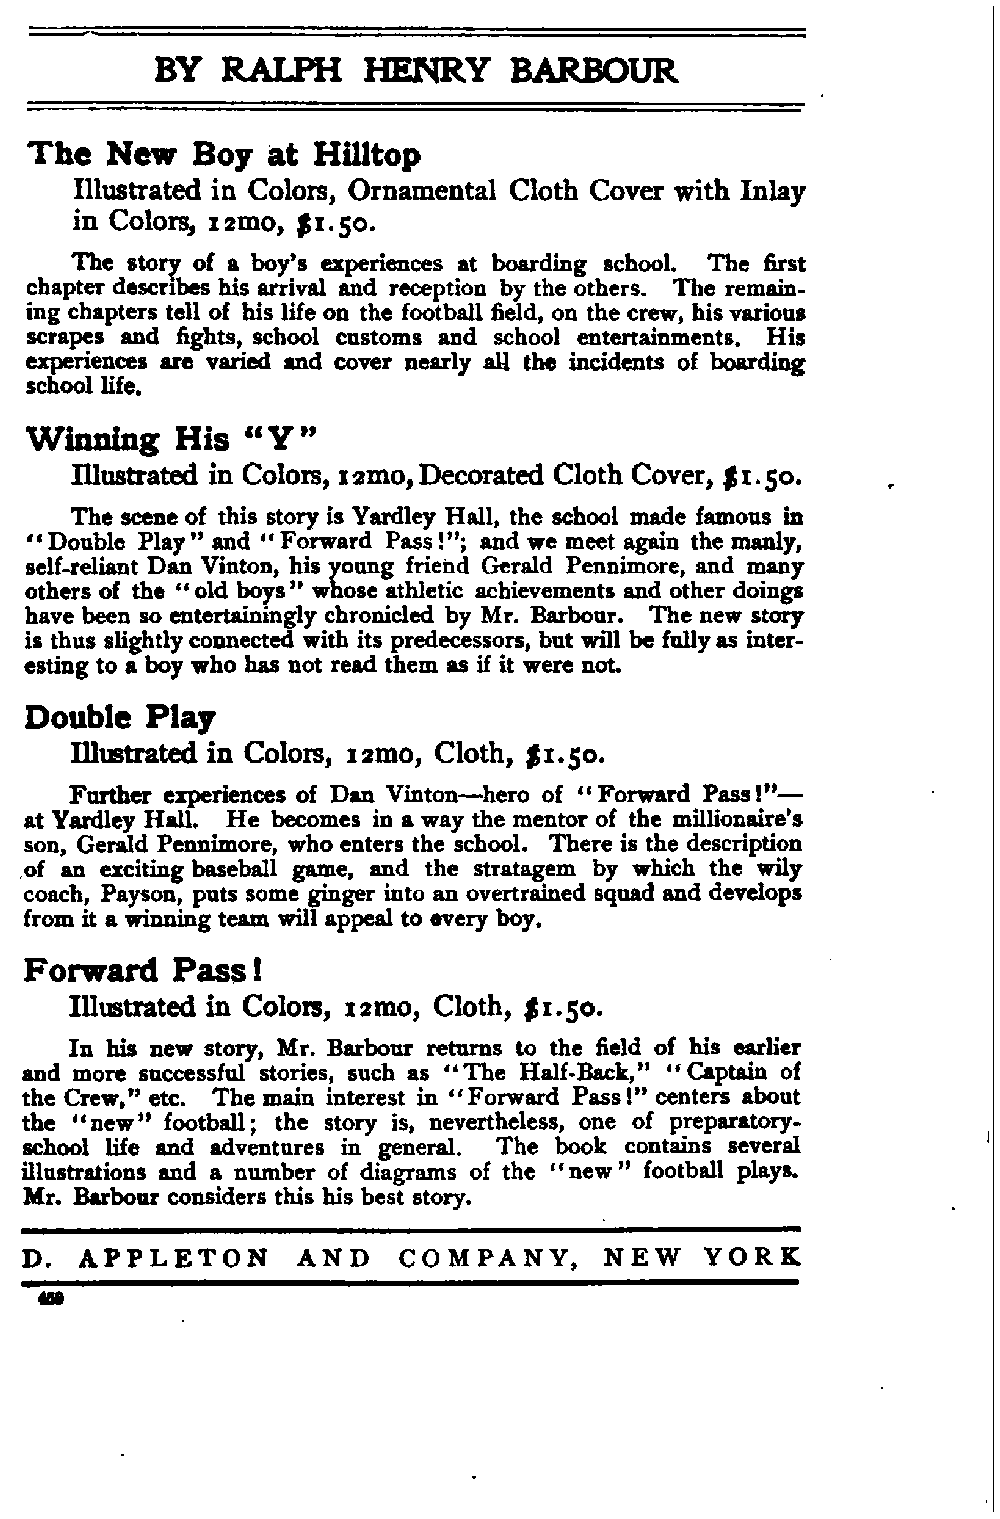 BY RALPH HENRY BARBOUR
The New Boy at Hilltop
Illustrated in Colors, Ornamental Cloth Cover with Inlay
in Colors, 12mo, $1.50.
The story of a boy's experiences at boarding school. The first
chapter describes his arrival and reception by the others. The remain-
ing chapters tell of his life on the football field, on the crew, his various
scrapes and fights, school customs and school entertainments. His
experiences are varied and cover nearly all the incidents of boarding
school life.
Winning His "Y"
Illustrated in Colors, 12mo, Decorated Cloth Cover, $1.50.
The scene of this story is Yardley Hall, the school made famous in
"Double Play" and "Forward Pass!"; and we meet again the manly,
self-reliant Dan Vinton, his young friend Gerald Pennimore, and many
others of the "old boys" whose athletic achievements and other doings
have been so entertainingly chronicled by Mr. Barbour. The new story
is thus slightly connected with its predecessors, but will be fully as inter-
esting to a boy who has not read them as if it were not.
Double Play
Illustrated in Colors, 12mo, Cloth, $1.50.
Further experiences of Dan Vinton—hero of "Forward Pass!"—
at Yardley Hall. He becomes in a way the mentor of the millionaire's
son, Gerald Pennimore, who enters the school. There is the description
of an exciting baseball game, and the stratagem by which the wily
coach, Payson, puts some ginger into an overtrained squad and develops
from it a winning team will appeal to every boy.
Forward Pass!
Illustrated in Colors, 12mo, Cloth, $1.50.
In his new story, Mr. Barbour returns to the field of his earlier
and more successful stories, such as "The Half-Back," "Captain of
the Crew," etc. The main interest in "Forward Pass!" centers about
the "new" football; the story is, nevertheless, one of preparatory-
school life and adventures in general. The book contains several
illustrations and a number of diagrams of the "new" football plays.
Mr. Barbour considers this his best story.
D. APPLETON AND COMPANY, NEW YORK